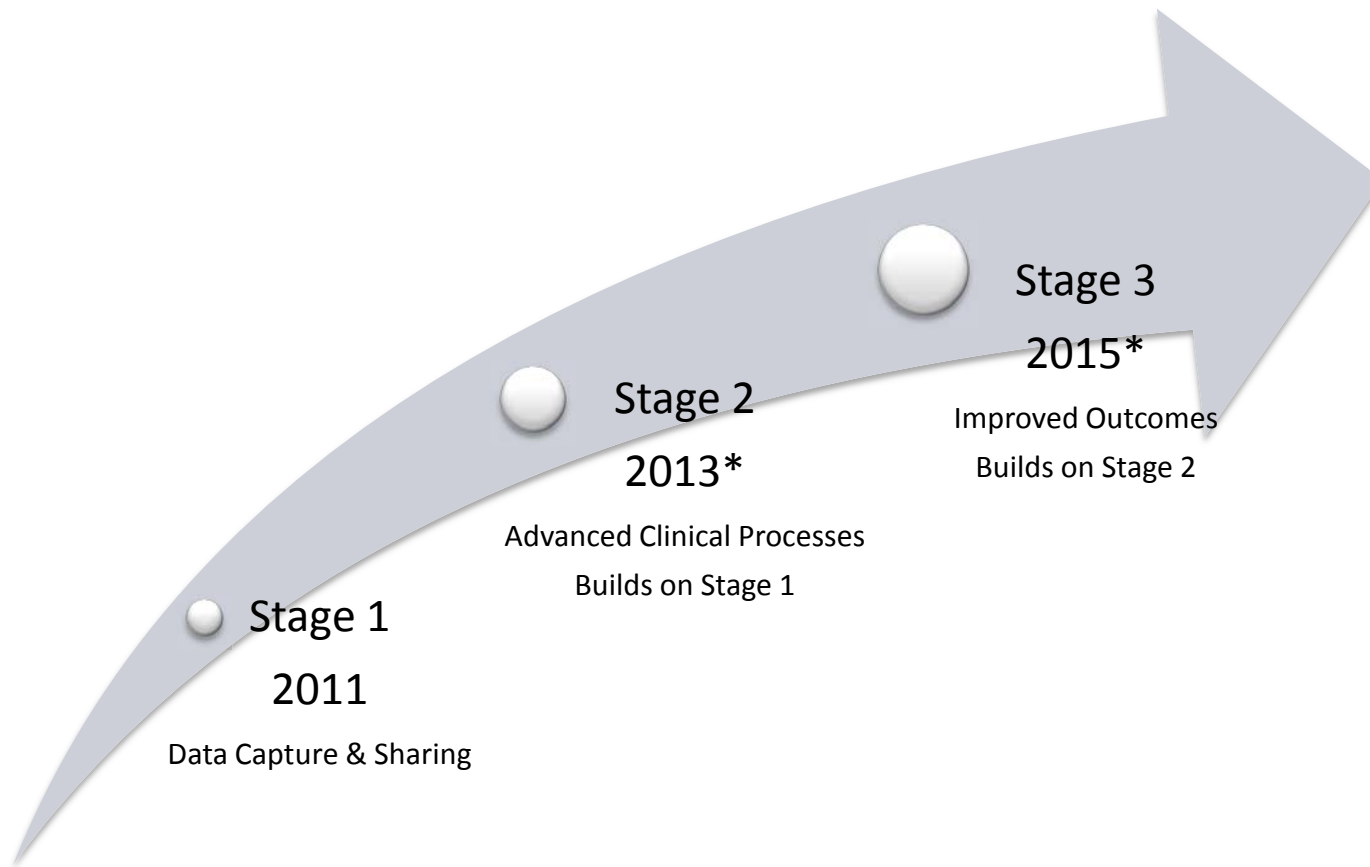 Stage 1
2011
Data Capture & Sharing
Stage 2
2013*
Advanced Clinical Processes
Builds on Stage 1
Stage 3
2015*
Improved Outcomes
Builds on Stage 2